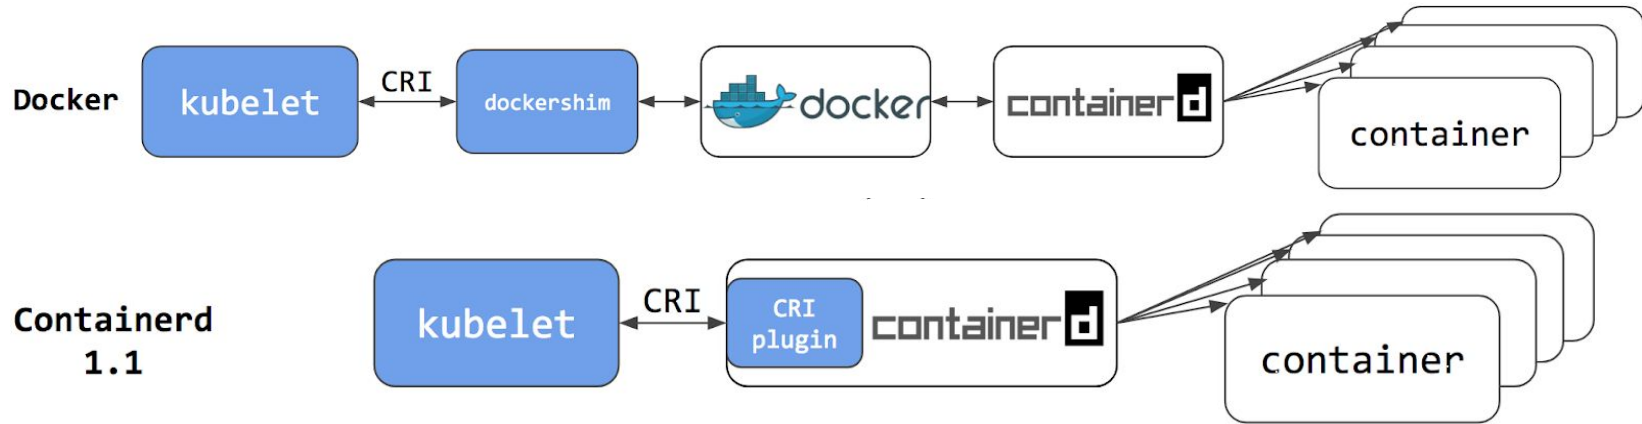 Docker
kubelet
CRI
dockershim
docker
containerd
container
Containerd
1.1
kubelet
CRI
CRI
plugin
containerd
container